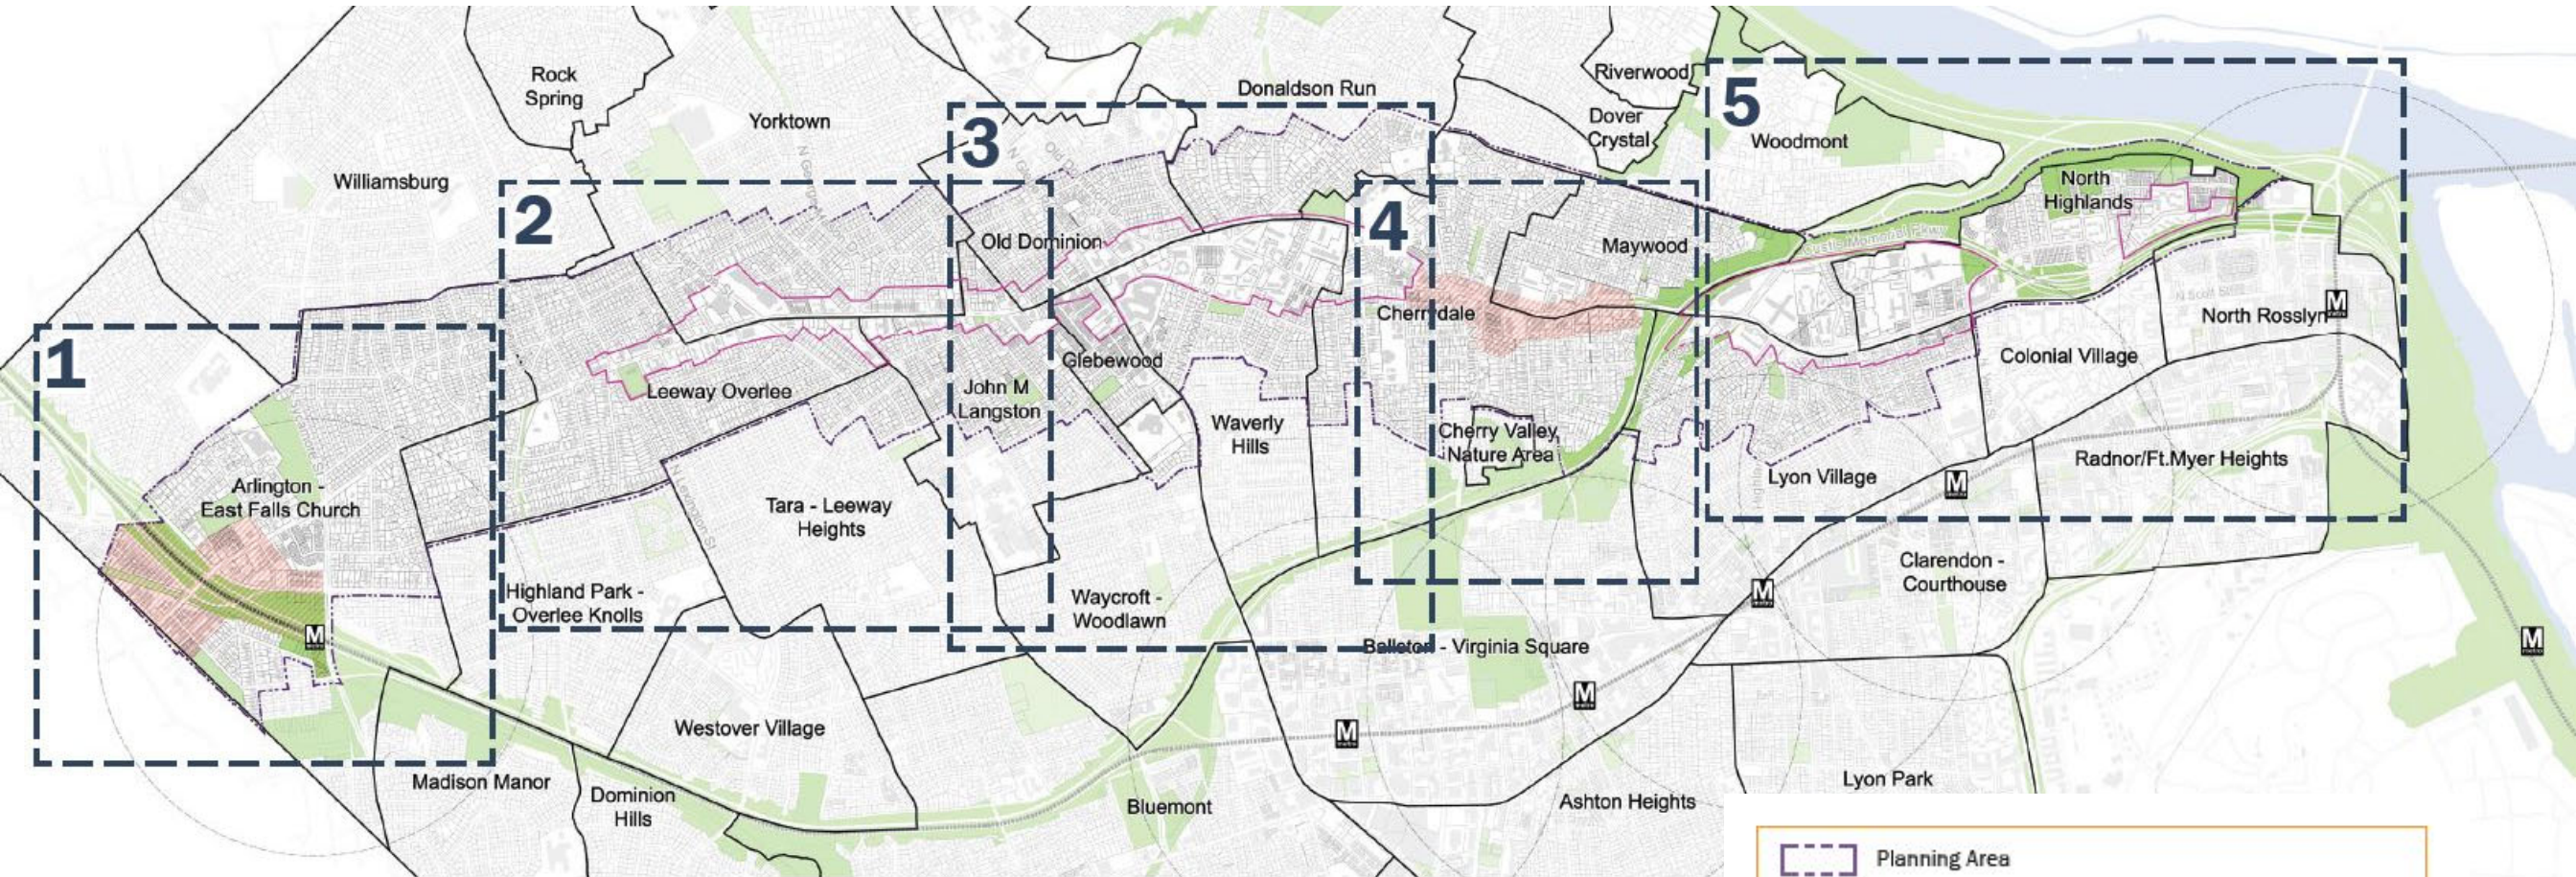 Rock
Spring
Yorktown
Williamsburg
Donaldson Run
Riverwood
Dover
Crystal
5
Woodmont
3
2
4
North
Highlands
Old Dominion
Maywood
1
Cherrydale
North Rosslyn
M
Glebewood
Colonial Village
Leeway Overlee
John M
Langston
Waverly
Hills
Cherry Valley
Nature Area
Lyon Village
Radnor/Ft.Myer Heights
M
Arlington -
East Falls Church
Tara - Leeway
Heights
Highland Park -
Overlee Knolls
Waycroft -
Woodlawn
Clarendon -
Courthouse
M
M
M
Ballston - Virginia Square
M
Westover Village
M
Madison Manor
Dominion
Hills
Bluemont
Ashton Heights
Lyon Park
Planning Area